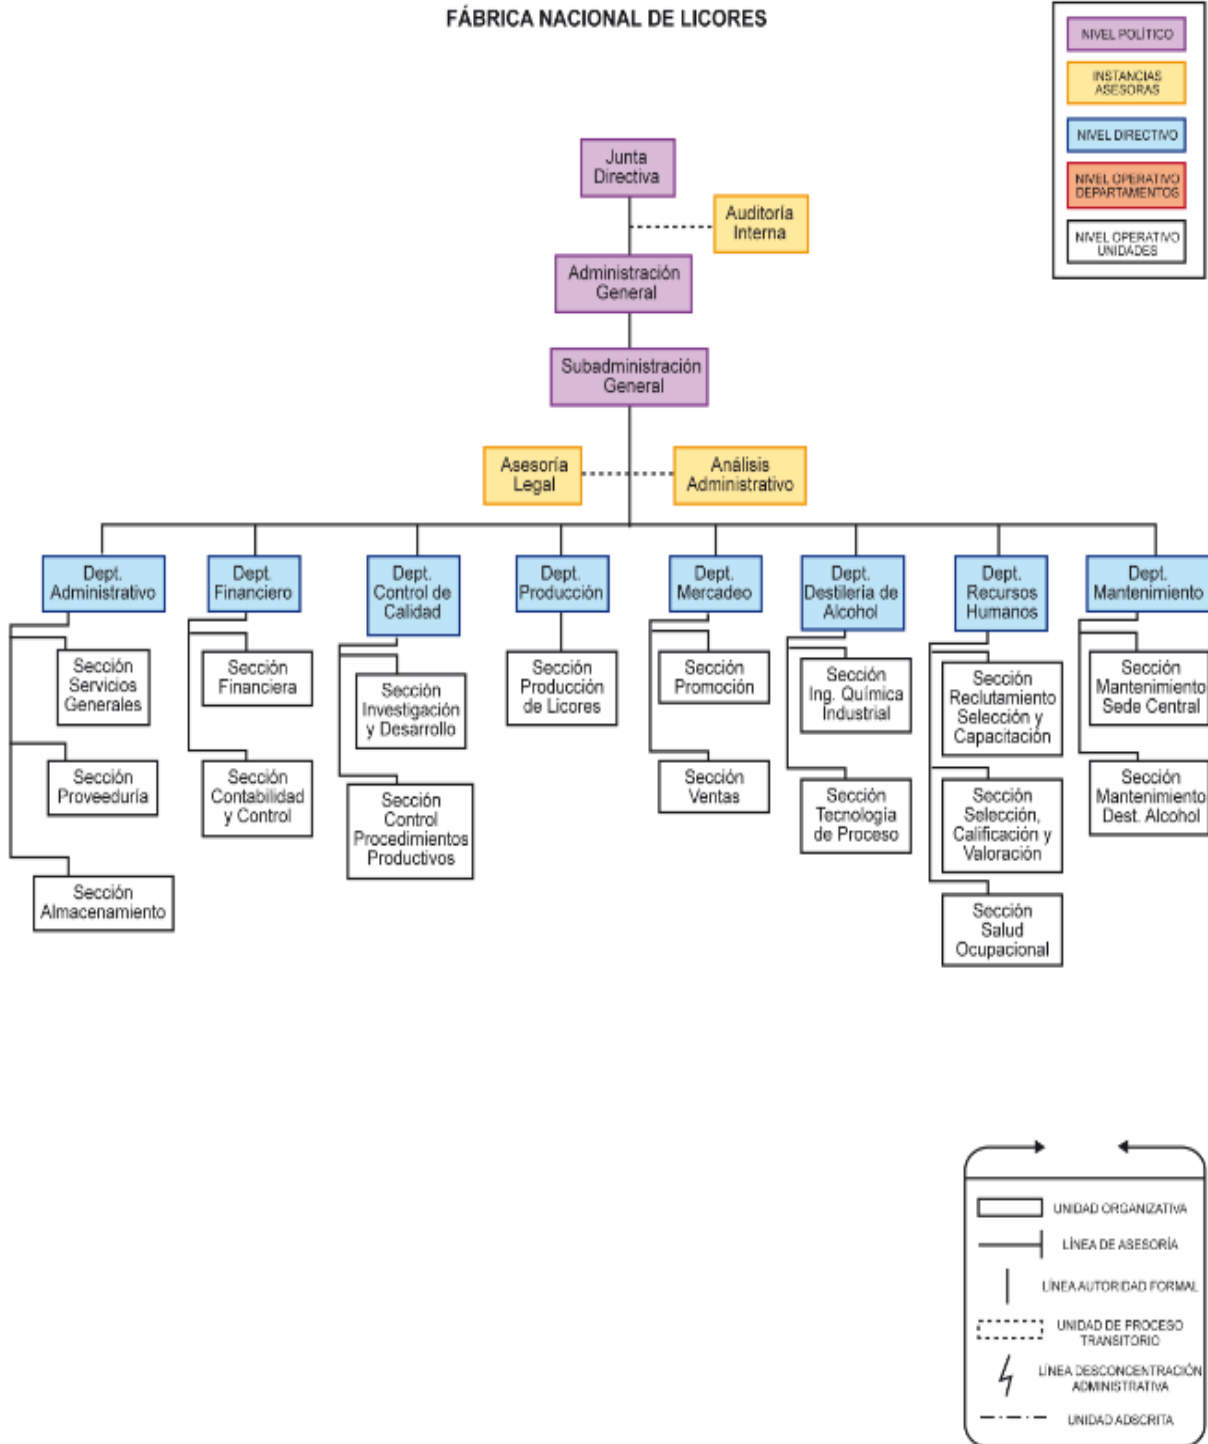 FÁBRICA NACIONAL DE LICORES
NIVEL POLÍTICO
INSTANCIAS
ASESORAS
NIVEL DIRECTIVO
NIVEL OPERATIVO
DEPARTAMENTOS
NIVEL OPERATIVO
UNIDADES
Junta
Directiva
Auditoría
Interna
Administración
General
Subadministración
General
Asesoría
Legal
Análisis
Administrativo
Dept.
Administrativo
Dept.
Financiero
Dept.
Control de
Calidad
Dept.
Producción
Dept.
Mercadeo
Dept.
Destilería de
Alcohol
Dept.
Recursos
Humanos
Dept.
Mantenimiento
Sección
Servicios
Generales
Sección
Financiera
Sección
Investigación
y Desarrollo
Sección
Producción
de Licores
Sección
Promoción
Sección
Ing. Química
Industrial
Sección
Reclutamiento
Selección y
Capacitación
Sección
Mantenimiento
Sede Central
Sección
Proveeduría
Sección
Contabilidad
y Control
Sección
Control
Procedimientos
Productivos
Sección
Ventas
Sección
Tecnología
de Proceso
Sección
Selección,
Calificación y
Valoración
Sección
Mantenimiento
Dest. Alcohol
Sección
Almacenamiento
Sección
Salud
Ocupacional
UNIDAD ORGANIZATIVA
LÍNEA DE ASESORÍA
LÍNEA AUTORIDAD FORMAL
UNIDAD DE PROCESO
TRANSITORIO
LÍNEA DESCONCENTRACIÓN
ADMINISTRATIVA
UNIDAD ADSCRITA